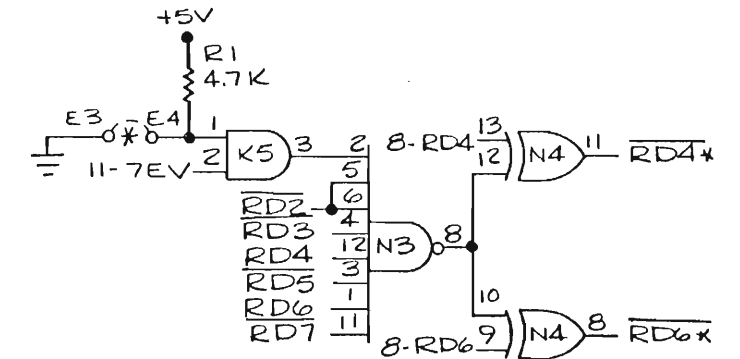 +5V
R1
4.7K
E3 * E4
1
2
K5
3
11-7EV
2
5
6
4
12
3
1
11
RD2
RD3
RD4
RD5
RD6
RD7
N3
8
8-RD4
13
12
N4
11
RD4*
10
9
8-RD6
N4
8
RD6*